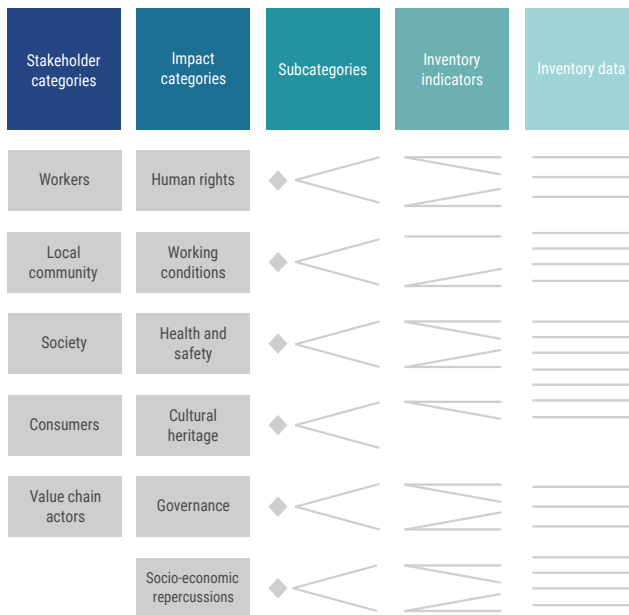 Stakeholder
categories
Impact
categories
Subcategories
Inventory
indicators
Inventory data
Workers
Human rights
Local
community
Working
conditions
Society
Health and
safety
Consumers
Cultural
heritage
Value chain
actors
Governance
Socio-economic
repercussions